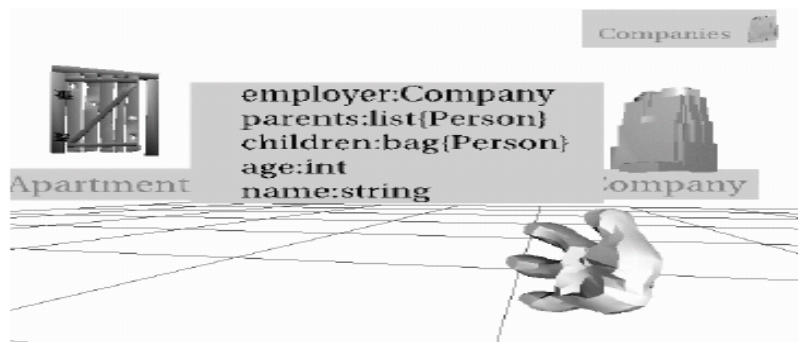 Companies
employer:Company
parents:list{Person}
children:bag{Person}
age:int
name:string
Apartment
Company